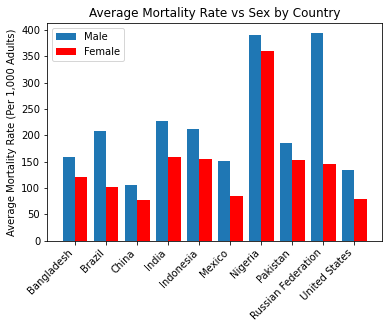 Average Mortality Rate vs Sex by Country
Average Mortality Rate (Per 1,000 Adults)
400
350
300
250
200
150
100
50
0
Male
Female
Bangladesh
Brazil
China
India
Indonesia
Mexico
Nigeria
Pakistan
Russian Federation
United States